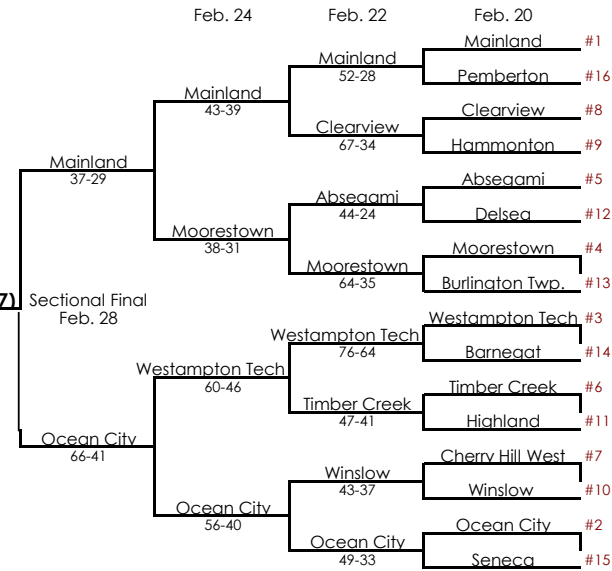 Feb. 24 Feb. 22 Feb. 20
Mainland #1
Mainland
52-28
Pemberton #16
Mainland
43-39
Clearview #8
Clearview
67-34
Hammonton #9
Mainland
37-29
Absegami #5
Absegami
44-24
Delsea #12
Moorestown
38-31
Moorestown #4
Moorestown
64-35
Burlington Twp. #13
7) Sectional Final
Feb. 28
Westampton Tech #3
Westampton Tech
76-64
Barnegat #14
Westampton Tech
60-46
Timber Creek #6
Timber Creek
47-41
Highland #11
Ocean City
66-41
Cherry Hill West #7
Winslow
43-37
Winslow #10
Ocean City
56-40
Ocean City #2
Ocean City
49-33
Seneca #15